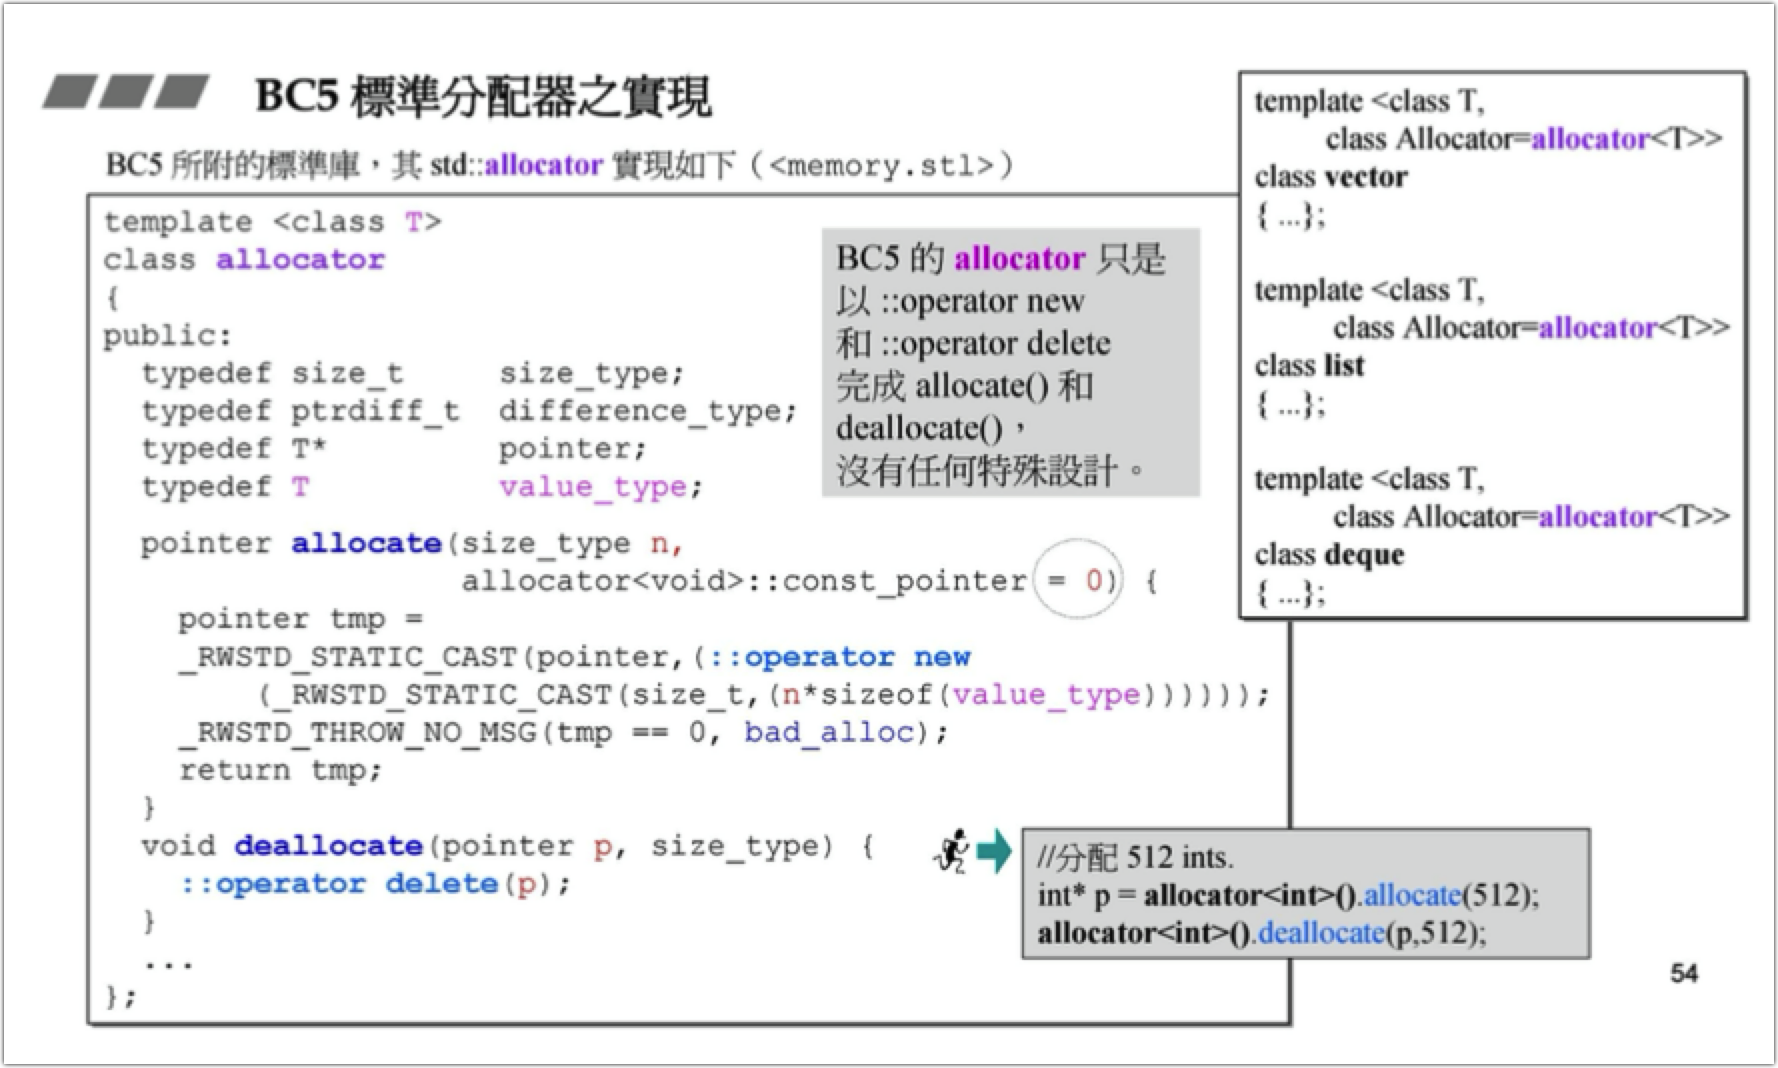 BC5 標準分配器之實現
BC5 所附的標準庫，其 std::allocator 實現如下（<memory.stl>）
template <class T>
class allocator
{
public:
  typedef size_t     size_type;
  typedef ptrdiff_t  difference_type;
  typedef T*         pointer;
  typedef T          value_type;
  pointer allocate(size_type n,
                   allocator<void>::const_pointer = 0) {
    pointer tmp =
    _RWSTD_STATIC_CAST(pointer,(::operator new
        (_RWSTD_STATIC_CAST(size_t,(n*sizeof(value_type))))));
    _RWSTD_THROW_NO_MSG(tmp == 0, bad_alloc);
    return tmp;
  }
  void deallocate(pointer p, size_type) {
    ::operator delete(p);
  }
  ...
};
BC5 的 allocator 只是
以 ::operator new
和 ::operator delete
完成 allocate() 和
deallocate()，
沒有任何特殊設計。
template <class T,
class Allocator=allocator<T>>
class vector
{ ...};
template <class T,
class Allocator=allocator<T>>
class list
{ ...};
template <class T,
class Allocator=allocator<T>>
class deque
{ ...};
//分配 512 ints.
int* p = allocator<int>().allocate(512);
allocator<int>().deallocate(p,512);
54